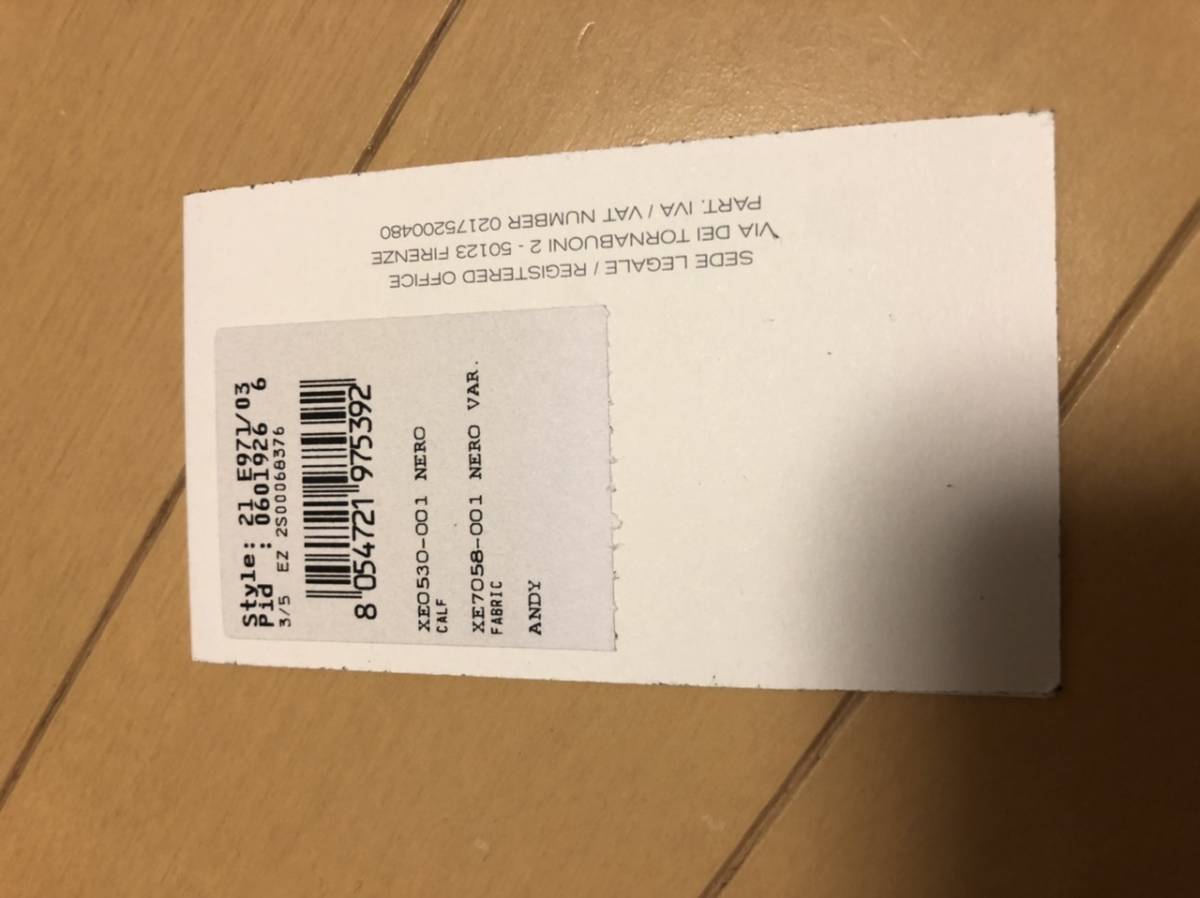 SEDE LEGALE / REGISTERED OFFICE
VIA DEI TORNABUONI 2 - 50123 FIRENZE
PART. IVA / VAT NUMBER 02175200480
Style: 21 E971/03
Pid : 0601926 6
3/5 EZ 2S00068376
8 054721 975392
XE0530-001 NERO
CALF
XE7058-001 NERO VAR.
FABRIC
ANDY